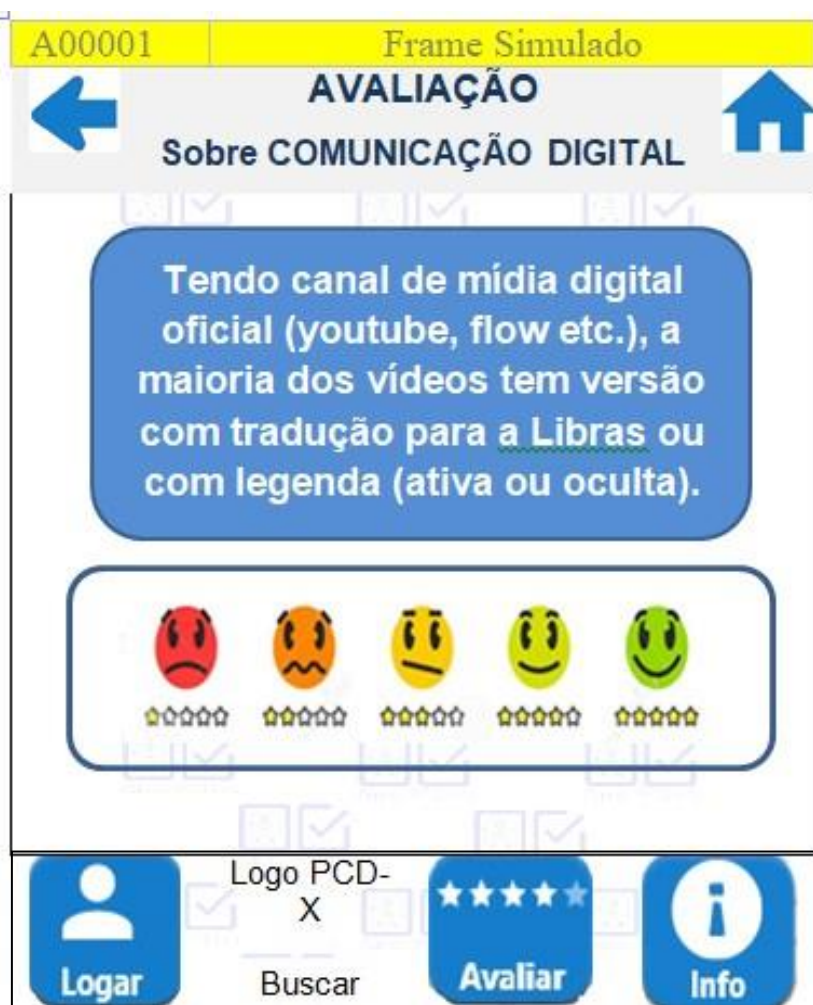 A00001 Frame Simulado
AVALIAÇÃO
Sobre COMUNICAÇÃO DIGITAL
Tendo canal de mídia digital
oficial (youtube, flow etc.), a
maioria dos vídeos tem versão
com tradução para a Libras ou
com legenda (ativa ou oculta).
Logar
Logo PCD-
X
Buscar
Avaliar
Info